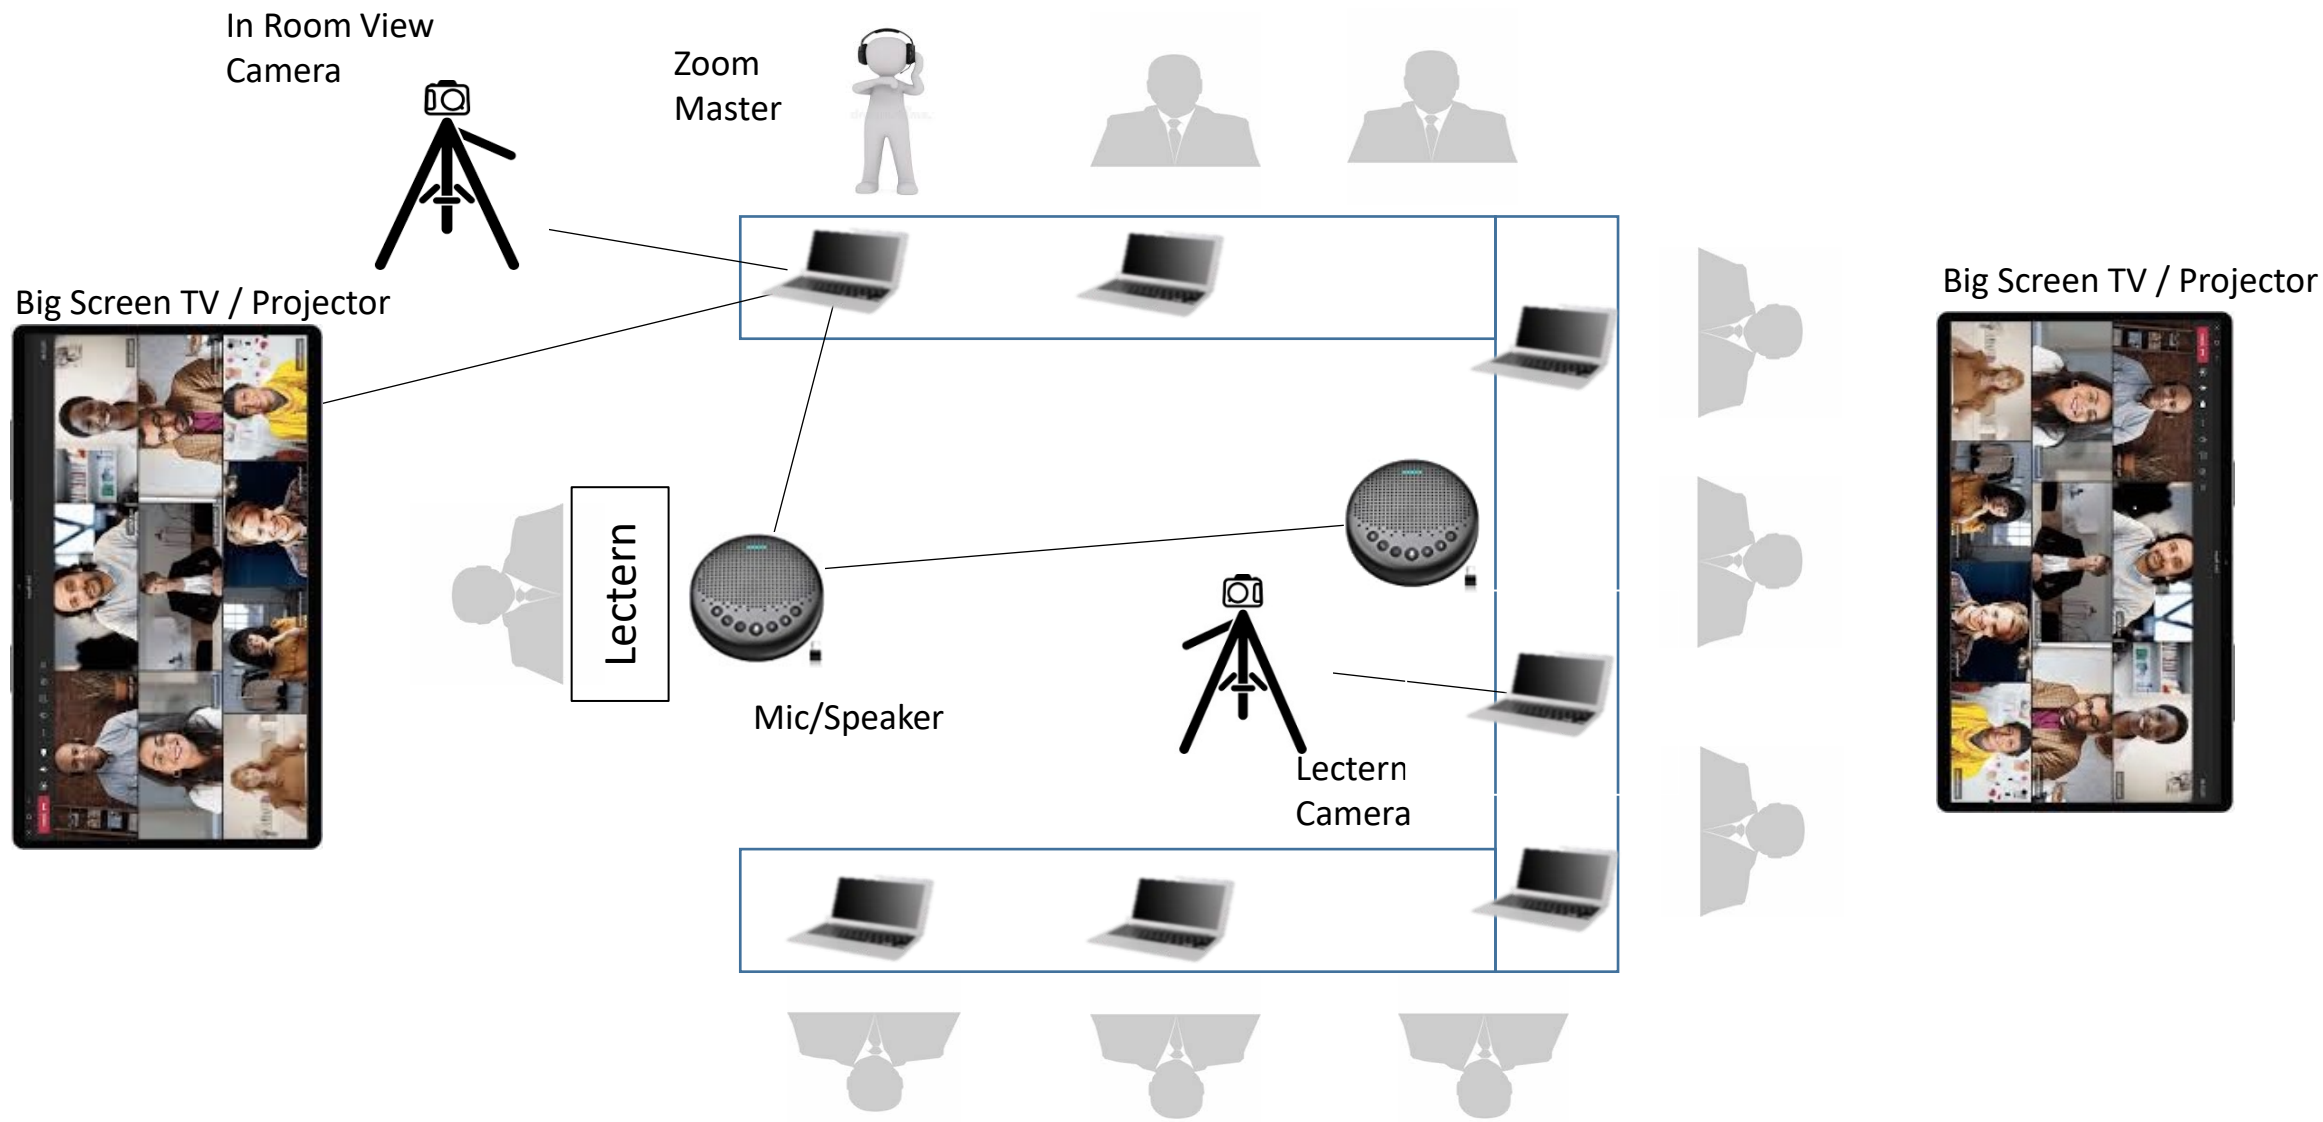 In Room View
Camera
Zoom
Master
Big Screen TV / Projector
Big Screen TV / Projector
Lectern
Mic/Speaker
Lectern
Camera